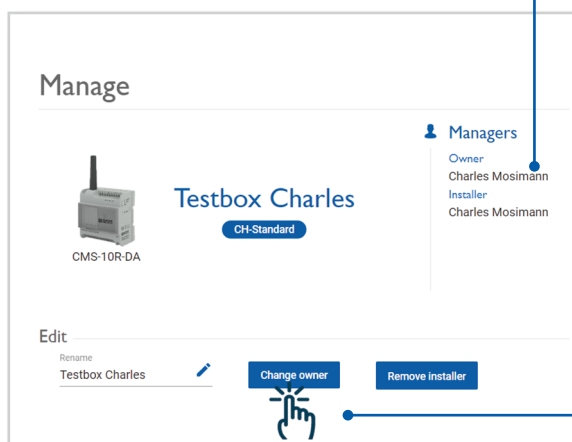 Manage
Managers
Owner
Charles Mosimann
Installer
Charles Mosimann
Testbox Charles
CH-Standard
CMS-10R-DA
Edit
Rename
Testbox Charles
Change owner
Remove installer